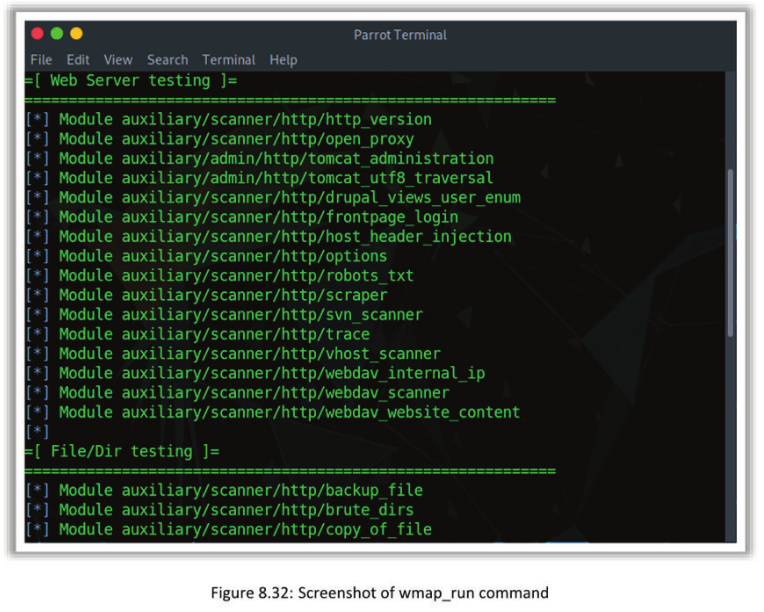 Parrot Terminal
File Edit View Search Terminal Help
=[ Web Server testing ]=
============================================================
[*] Module auxiliary/scanner/http/http_version
[*] Module auxiliary/scanner/http/open_proxy
[*] Module auxiliary/admin/http/tomcat_administration
[*] Module auxiliary/admin/http/tomcat_utf8_traversal
[*] Module auxiliary/scanner/http/drupal_views_user_enum
[*] Module auxiliary/scanner/http/frontpage_login
[*] Module auxiliary/scanner/http/host_header_injection
[*] Module auxiliary/scanner/http/options
[*] Module auxiliary/scanner/http/robots_txt
[*] Module auxiliary/scanner/http/scraper
[*] Module auxiliary/scanner/http/svn_scanner
[*] Module auxiliary/scanner/http/trace
[*] Module auxiliary/scanner/http/vhost_scanner
[*] Module auxiliary/scanner/http/webdav_internal_ip
[*] Module auxiliary/scanner/http/webdav_scanner
[*] Module auxiliary/scanner/http/webdav_website_content
[*]
=[ File/Dir testing ]=
============================================================
[*] Module auxiliary/scanner/http/backup_file
[*] Module auxiliary/scanner/http/brute_dirs
[*] Module auxiliary/scanner/http/copy_of_file
Figure 8.32: Screenshot of wmap_run command